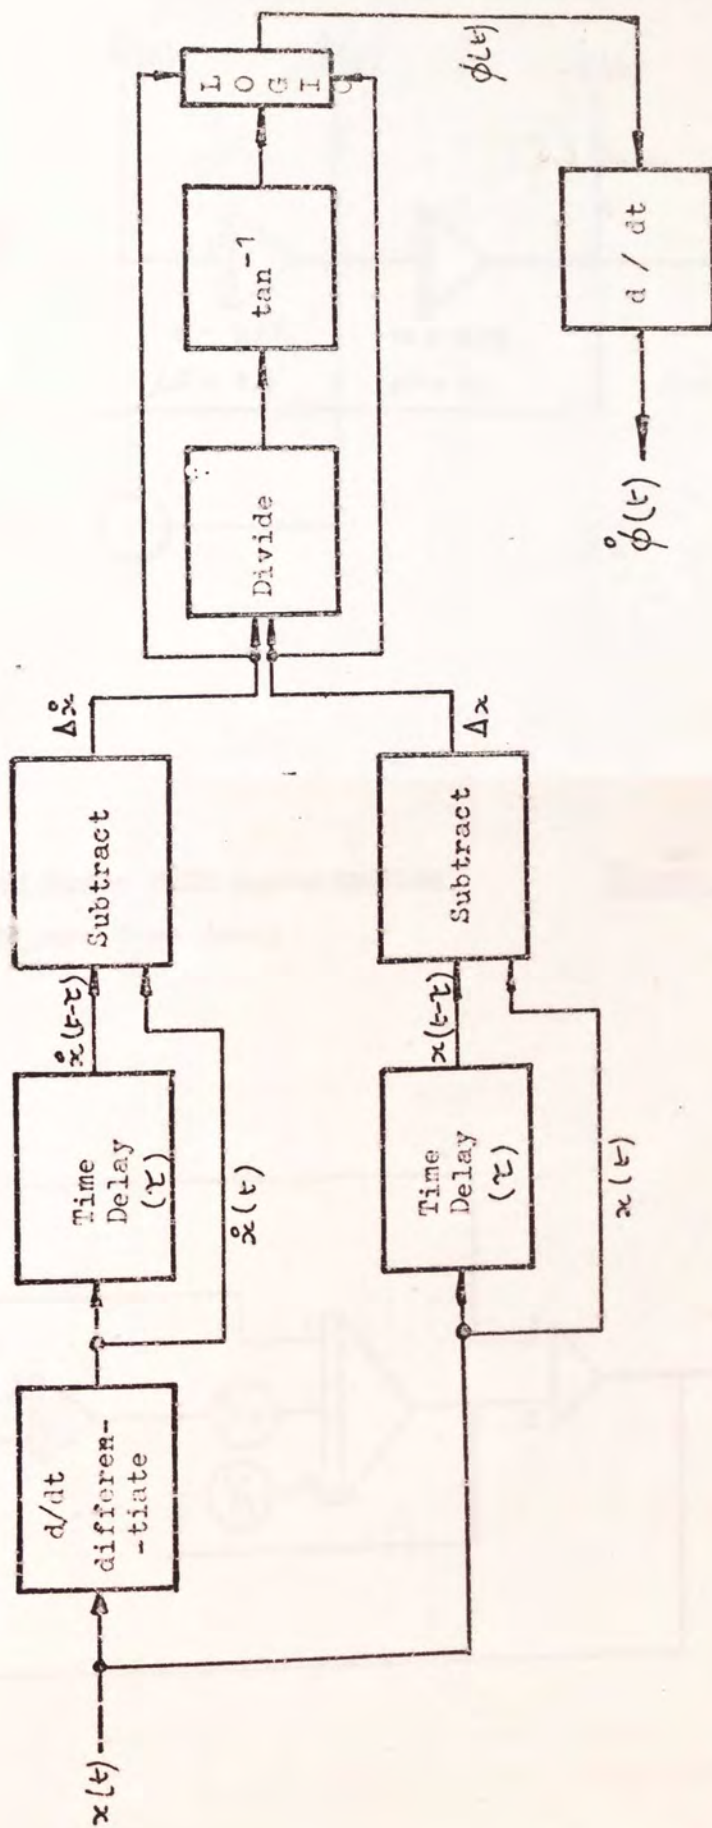 x(t)
d/dt
differen-
-tiate
Time
Delay
(τ)
ẋ(t-τ)
ẋ(t)
Subtract
Δẋ
Time
Delay
(τ)
x(t-τ)
x(t)
Subtract
Δx
Divide
tan⁻¹
LOGIC
ϕ(t)
d / dt
ϕ̇(t)